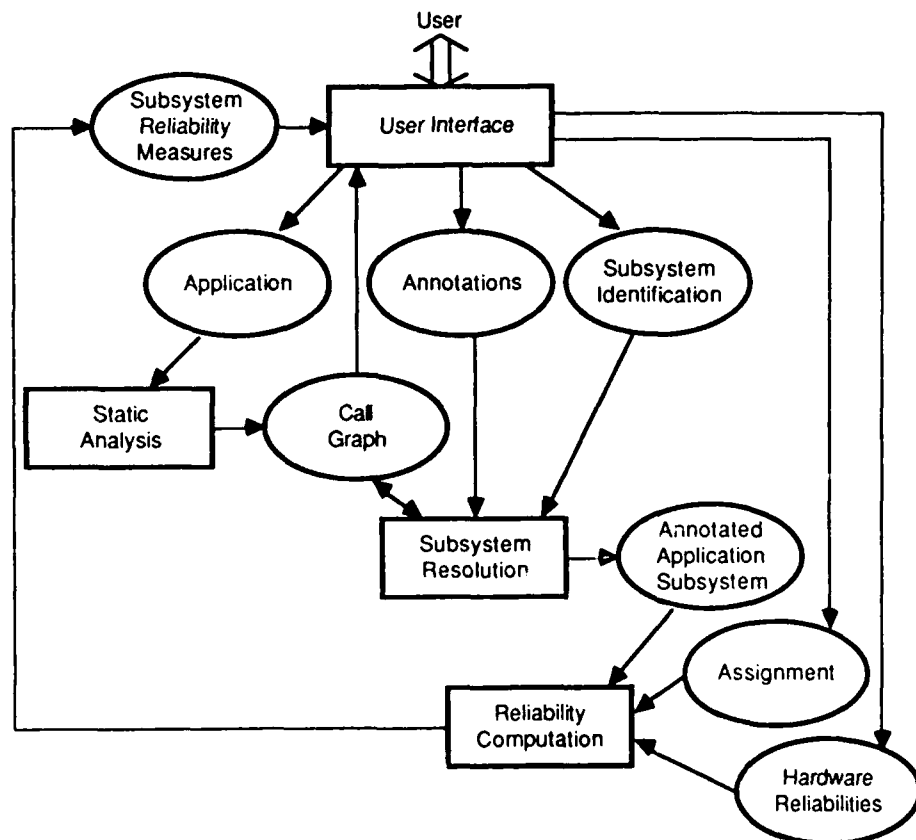 User
Subsystem
Reliability
Measures
User Interface
Application
Annotations
Subsystem
Identification
Static
Analysis
Call
Graph
Subsystem
Resolution
Annotated
Application
Subsystem
Assignment
Reliability
Computation
Hardware
Reliabilities